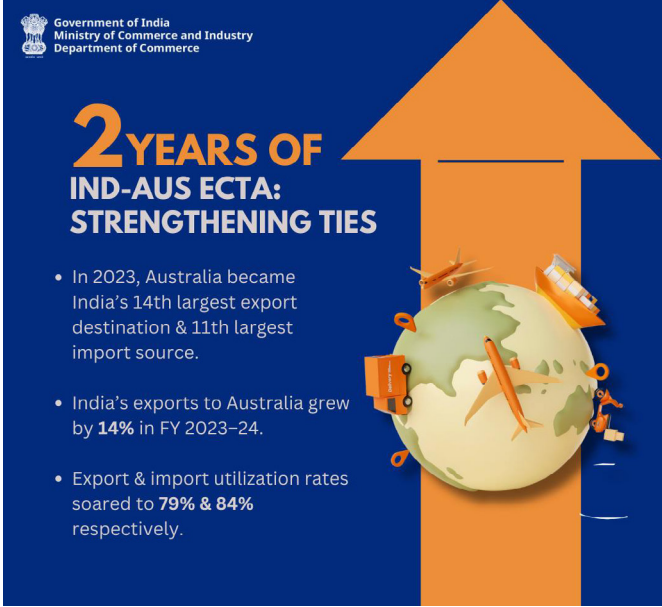 Government of India
Ministry of Commerce and Industry
Department of Commerce
2 YEARS OF
IND-AUS ECTA:
STRENGTHENING TIES
• In 2023, Australia became
India's 14th largest export
destination & 11th largest
import source.
• India's exports to Australia grew
by 14% in FY 2023–24.
• Export & import utilization rates
soared to 79% & 84%
respectively.